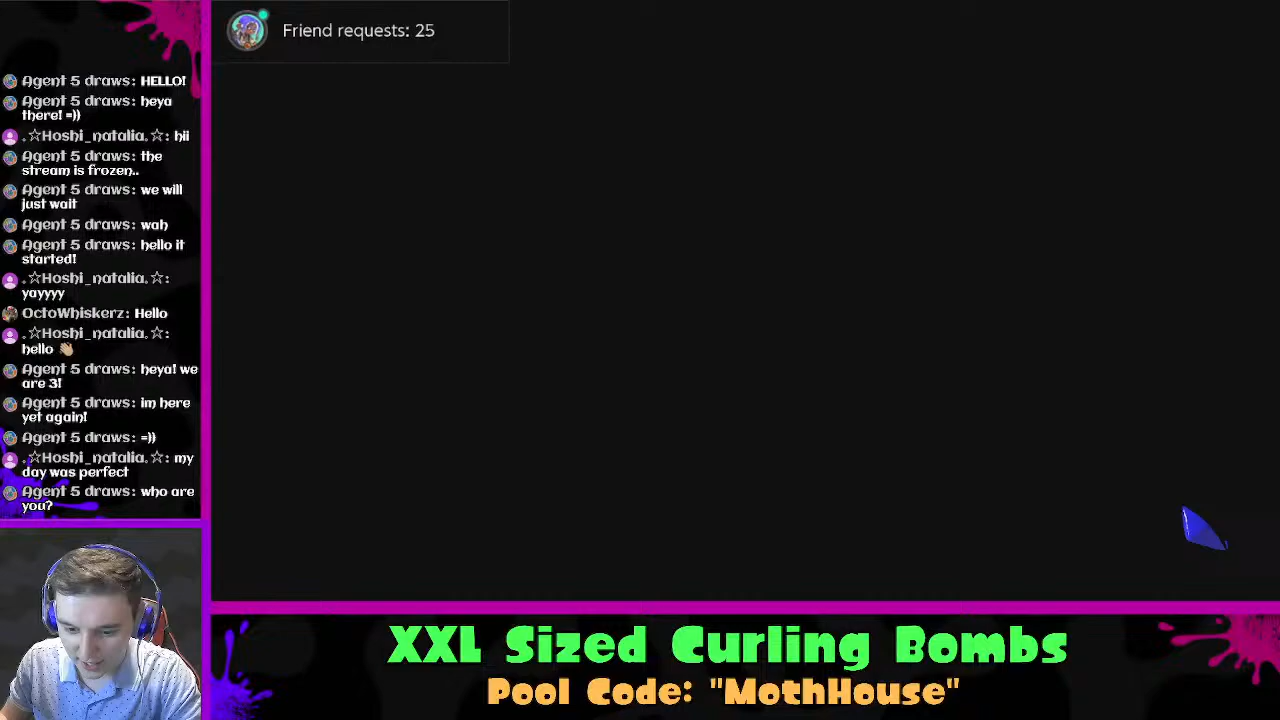 Friend requests: 25
Agent 5 draws: HELLO!
Agent 5 draws: heya
there! =))
.☆Hoshi_natalia.☆: hii
Agent 5 draws: the
stream is frozen..
Agent 5 draws: we will
just wait
Agent 5 draws: wah
Agent 5 draws: hello it
started!
.☆Hoshi_natalia.☆:
yayyyy
OctoWhiskerz: Hello
.☆Hoshi_natalia.☆:
hello 👋🏼
Agent 5 draws: heya! we
are 3!
Agent 5 draws: im here
yet again!
Agent 5 draws: =))
.☆Hoshi_natalia.☆: my
day was perfect
Agent 5 draws: who are
you?
XXL Sized Curling Bombs
Pool Code: "MothHouse"